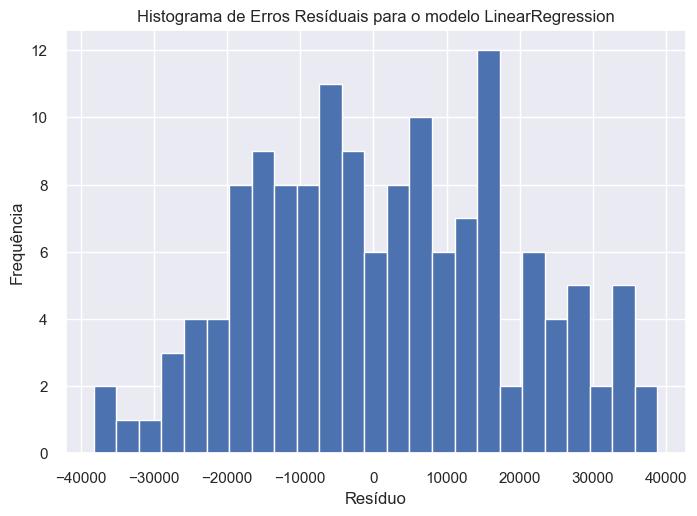 Histograma de Erros Resíduais para o modelo LinearRegression
12
10
8
6
4
2
0
Frequência
−40000 −30000 −20000 −10000 0 10000 20000 30000 40000
Resíduo